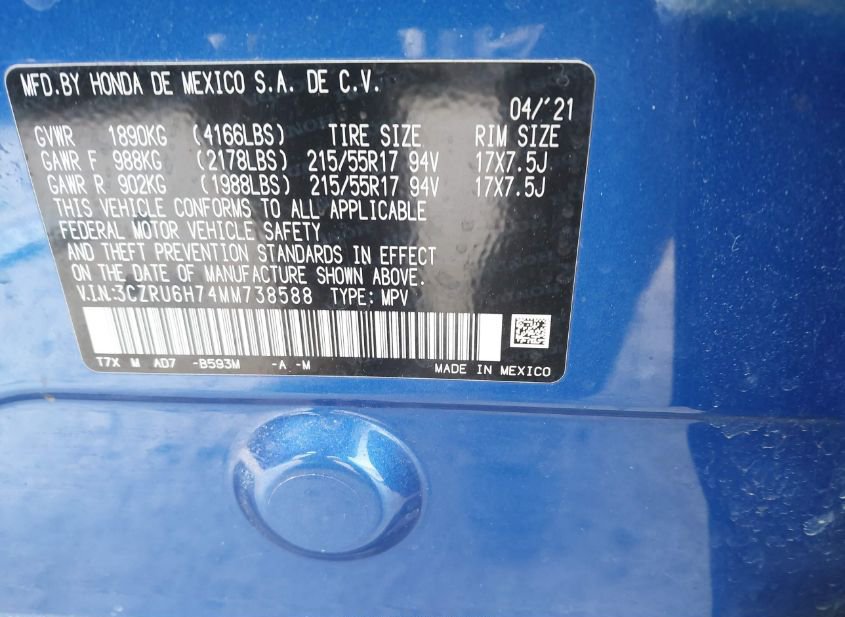 MFD.BY HONDA DE MEXICO S.A. DE C.V.
04/'21
GVWR 1890KG (4166LBS) TIRE SIZE RIM SIZE
GAWR F 988KG (2178LBS) 215/55R17 94V 17X7.5J
GAWR R 902KG (1988LBS) 215/55R17 94V 17X7.5J
THIS VEHICLE CONFORMS TO ALL APPLICABLE
FEDERAL MOTOR VEHICLE SAFETY
AND THEFT PREVENTION STANDARDS IN EFFECT
ON THE DATE OF MANUFACTURE SHOWN ABOVE.
V.I.N:3CZRU6H74MM738588 TYPE: MPV
T7X M AD7 -B593M -A -M
MADE IN MEXICO